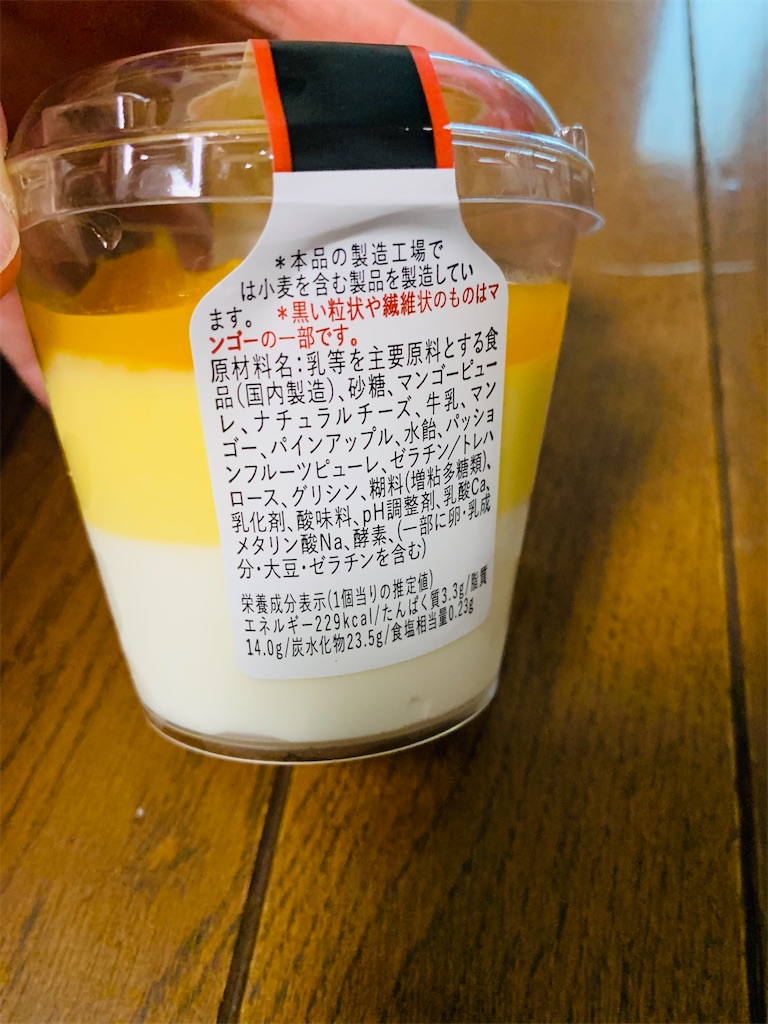 *本品の製造工場で
は小麦を含む製品を製造してい
ます。 *黒い粒状や繊維状のものはマ
ンゴーの一部です。
原材料名:乳等を主要原料とする食
品(国内製造)、砂糖、マンゴーピュー
レ、ナチュラルチーズ、牛乳、マン
ゴー、パインアップル、水飴、パッショ
ンフルーツピューレ、ゼラチン/トレハ
ロース、グリシン、糊料(増粘多糖類)、
乳化剤、酸味料、pH調整剤、乳酸Ca、
メタリン酸Na、酵素、(一部に卵・乳成
分・大豆・ゼラチンを含む)
栄養成分表示(1個当りの推定値)
エネルギー229kcal/たんぱく質3.3g/脂質
14.0g/炭水化物23.5g/食塩相当量0.23g